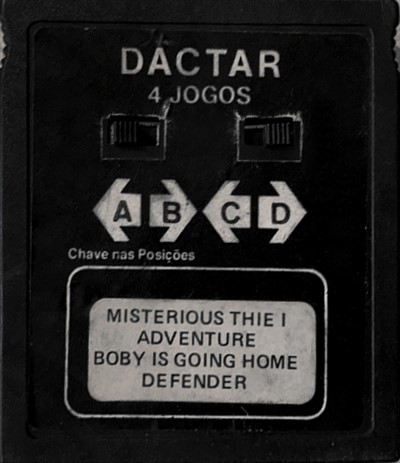 DACTAR
4 JOGOS
A B C D
Chave nas Posições
MISTERIOUS THIE I
ADVENTURE
BOBY IS GOING HOME
DEFENDER